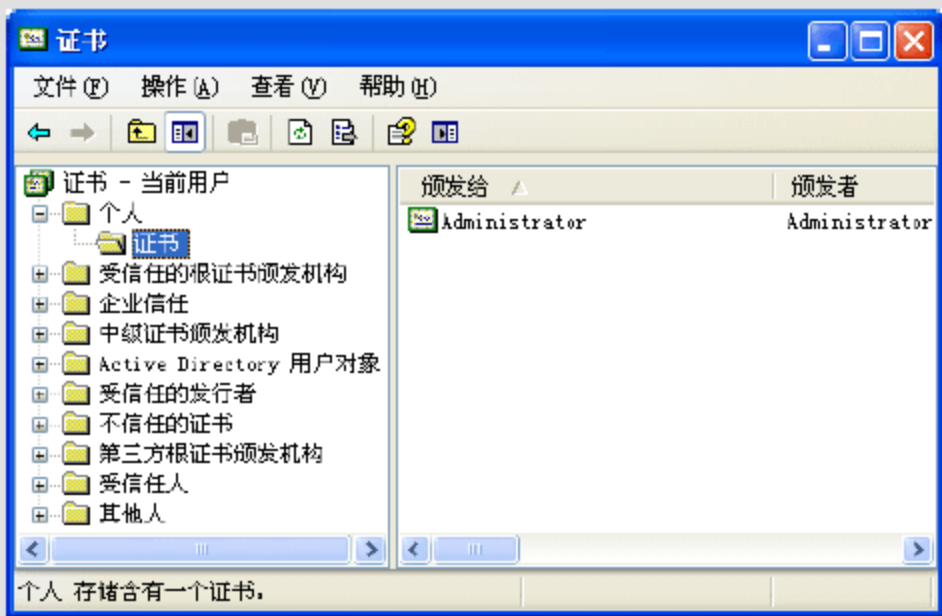 证书
文件(F) 操作(A) 查看(V) 帮助(H)
证书 - 当前用户
个人
证书
受信任的根证书颁发机构
企业信任
中级证书颁发机构
Active Directory 用户对象
受信任的发行者
不信任的证书
第三方根证书颁发机构
受信任人
其他人
颁发给 颁发者
Administrator Administrator
个人 存储含有一个证书。